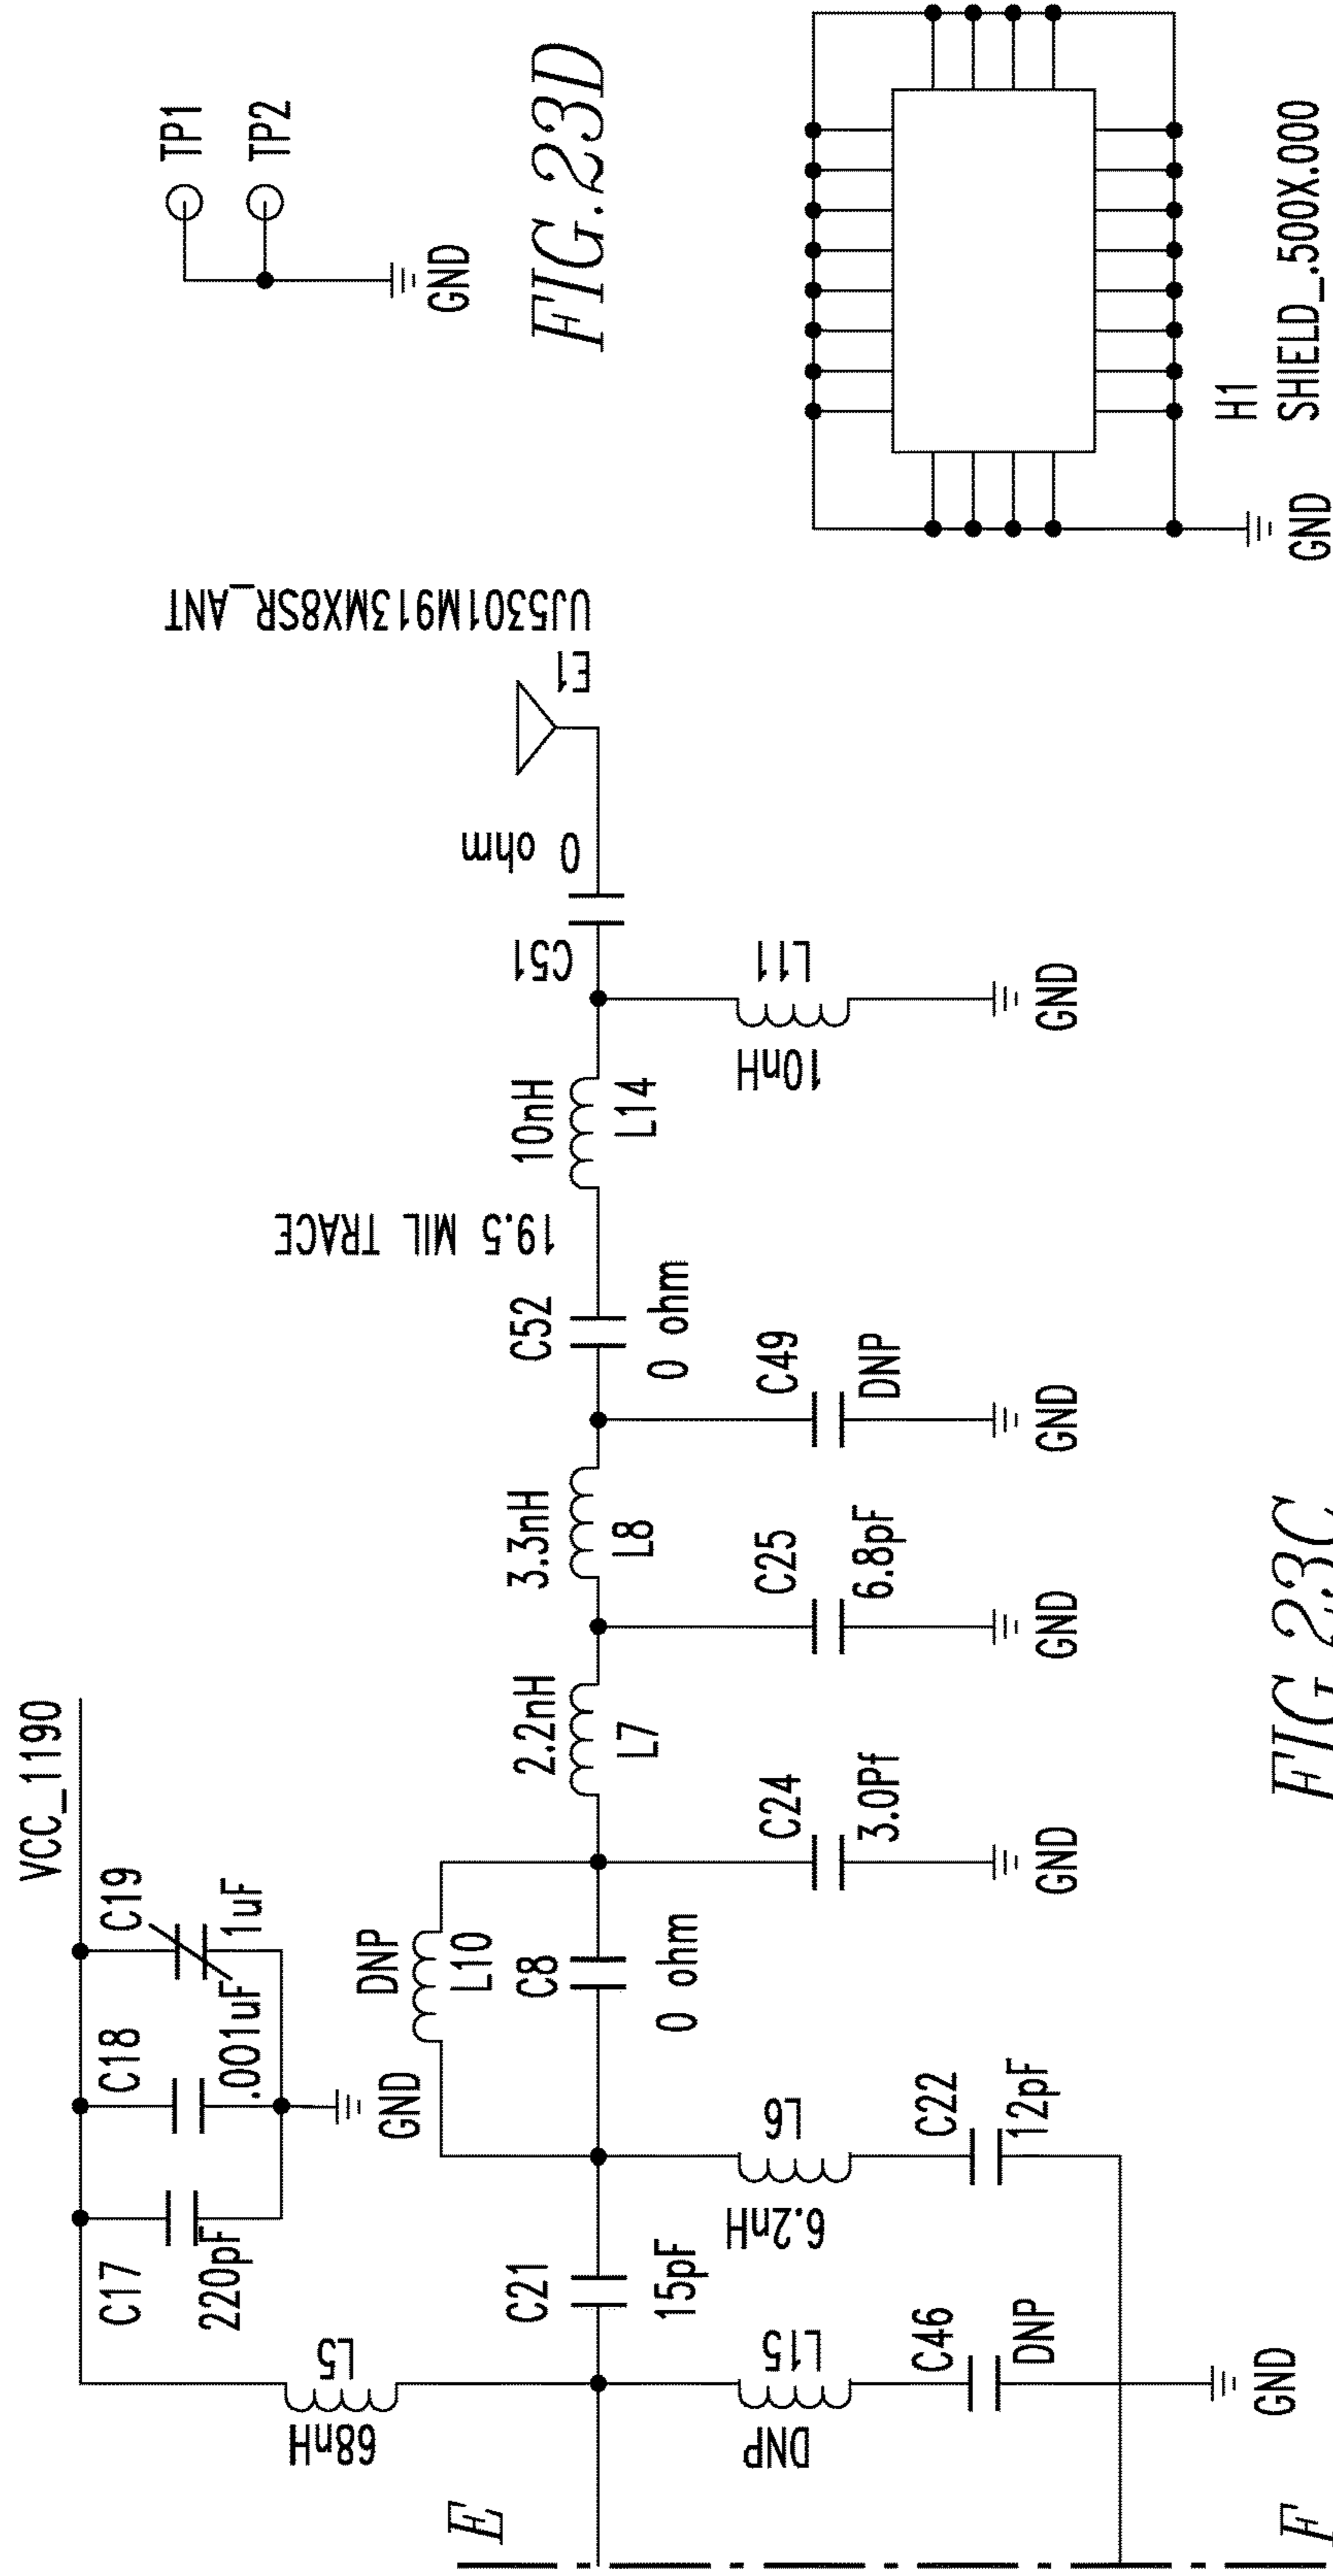 TP1
TP2
GND
FIG.23D
H1
SHIELD_.500X.000
GND
UJ5301M913MX8SR_ANT
E1
0 ohm
C51
L11
10nH
GND
10nH
L14
19.5 MIL TRACE
C52
0 ohm
C49
DNP
GND
3.3nH
L8
C25
6.8pF
GND
2.2nH
L7
C24
3.0Pf
GND
FIG.23C
VCC_1190
C19
1uF
C18
.001uF
C17
220pF
GND
DNP
L10
C8
0 ohm
L6
6.2nH
C22
12pF
C21
15pF
L5
68nH
L15
DNP
C46
DNP
GND
E
F